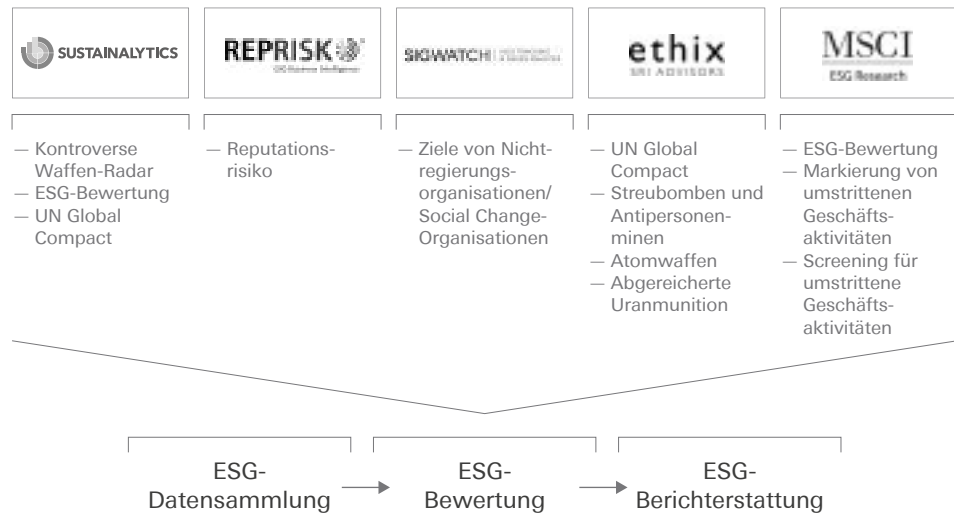 SUSTAINALYTICS
REPRISK
SIGWATCH
ethix
SRI ADVISORS
MSCI
ESG Research
— Kontroverse
Waffen-Radar
— ESG-Bewertung
— UN Global
Compact
— Reputations-
risiko
— Ziele von Nicht-
regierungs-
organisationen/
Social Change-
Organisationen
— UN Global
Compact
— Streubomben und
Antipersonen-
minen
— Atomwaffen
— Abgereicherte
Uranmunition
— ESG-Bewertung
— Markierung von
umstrittenen
Geschäfts-
aktivitäten
— Screening für
umstrittene
Geschäfts-
aktivitäten
ESG-
Datensammlung
ESG-
Bewertung
ESG-
Berichterstattung